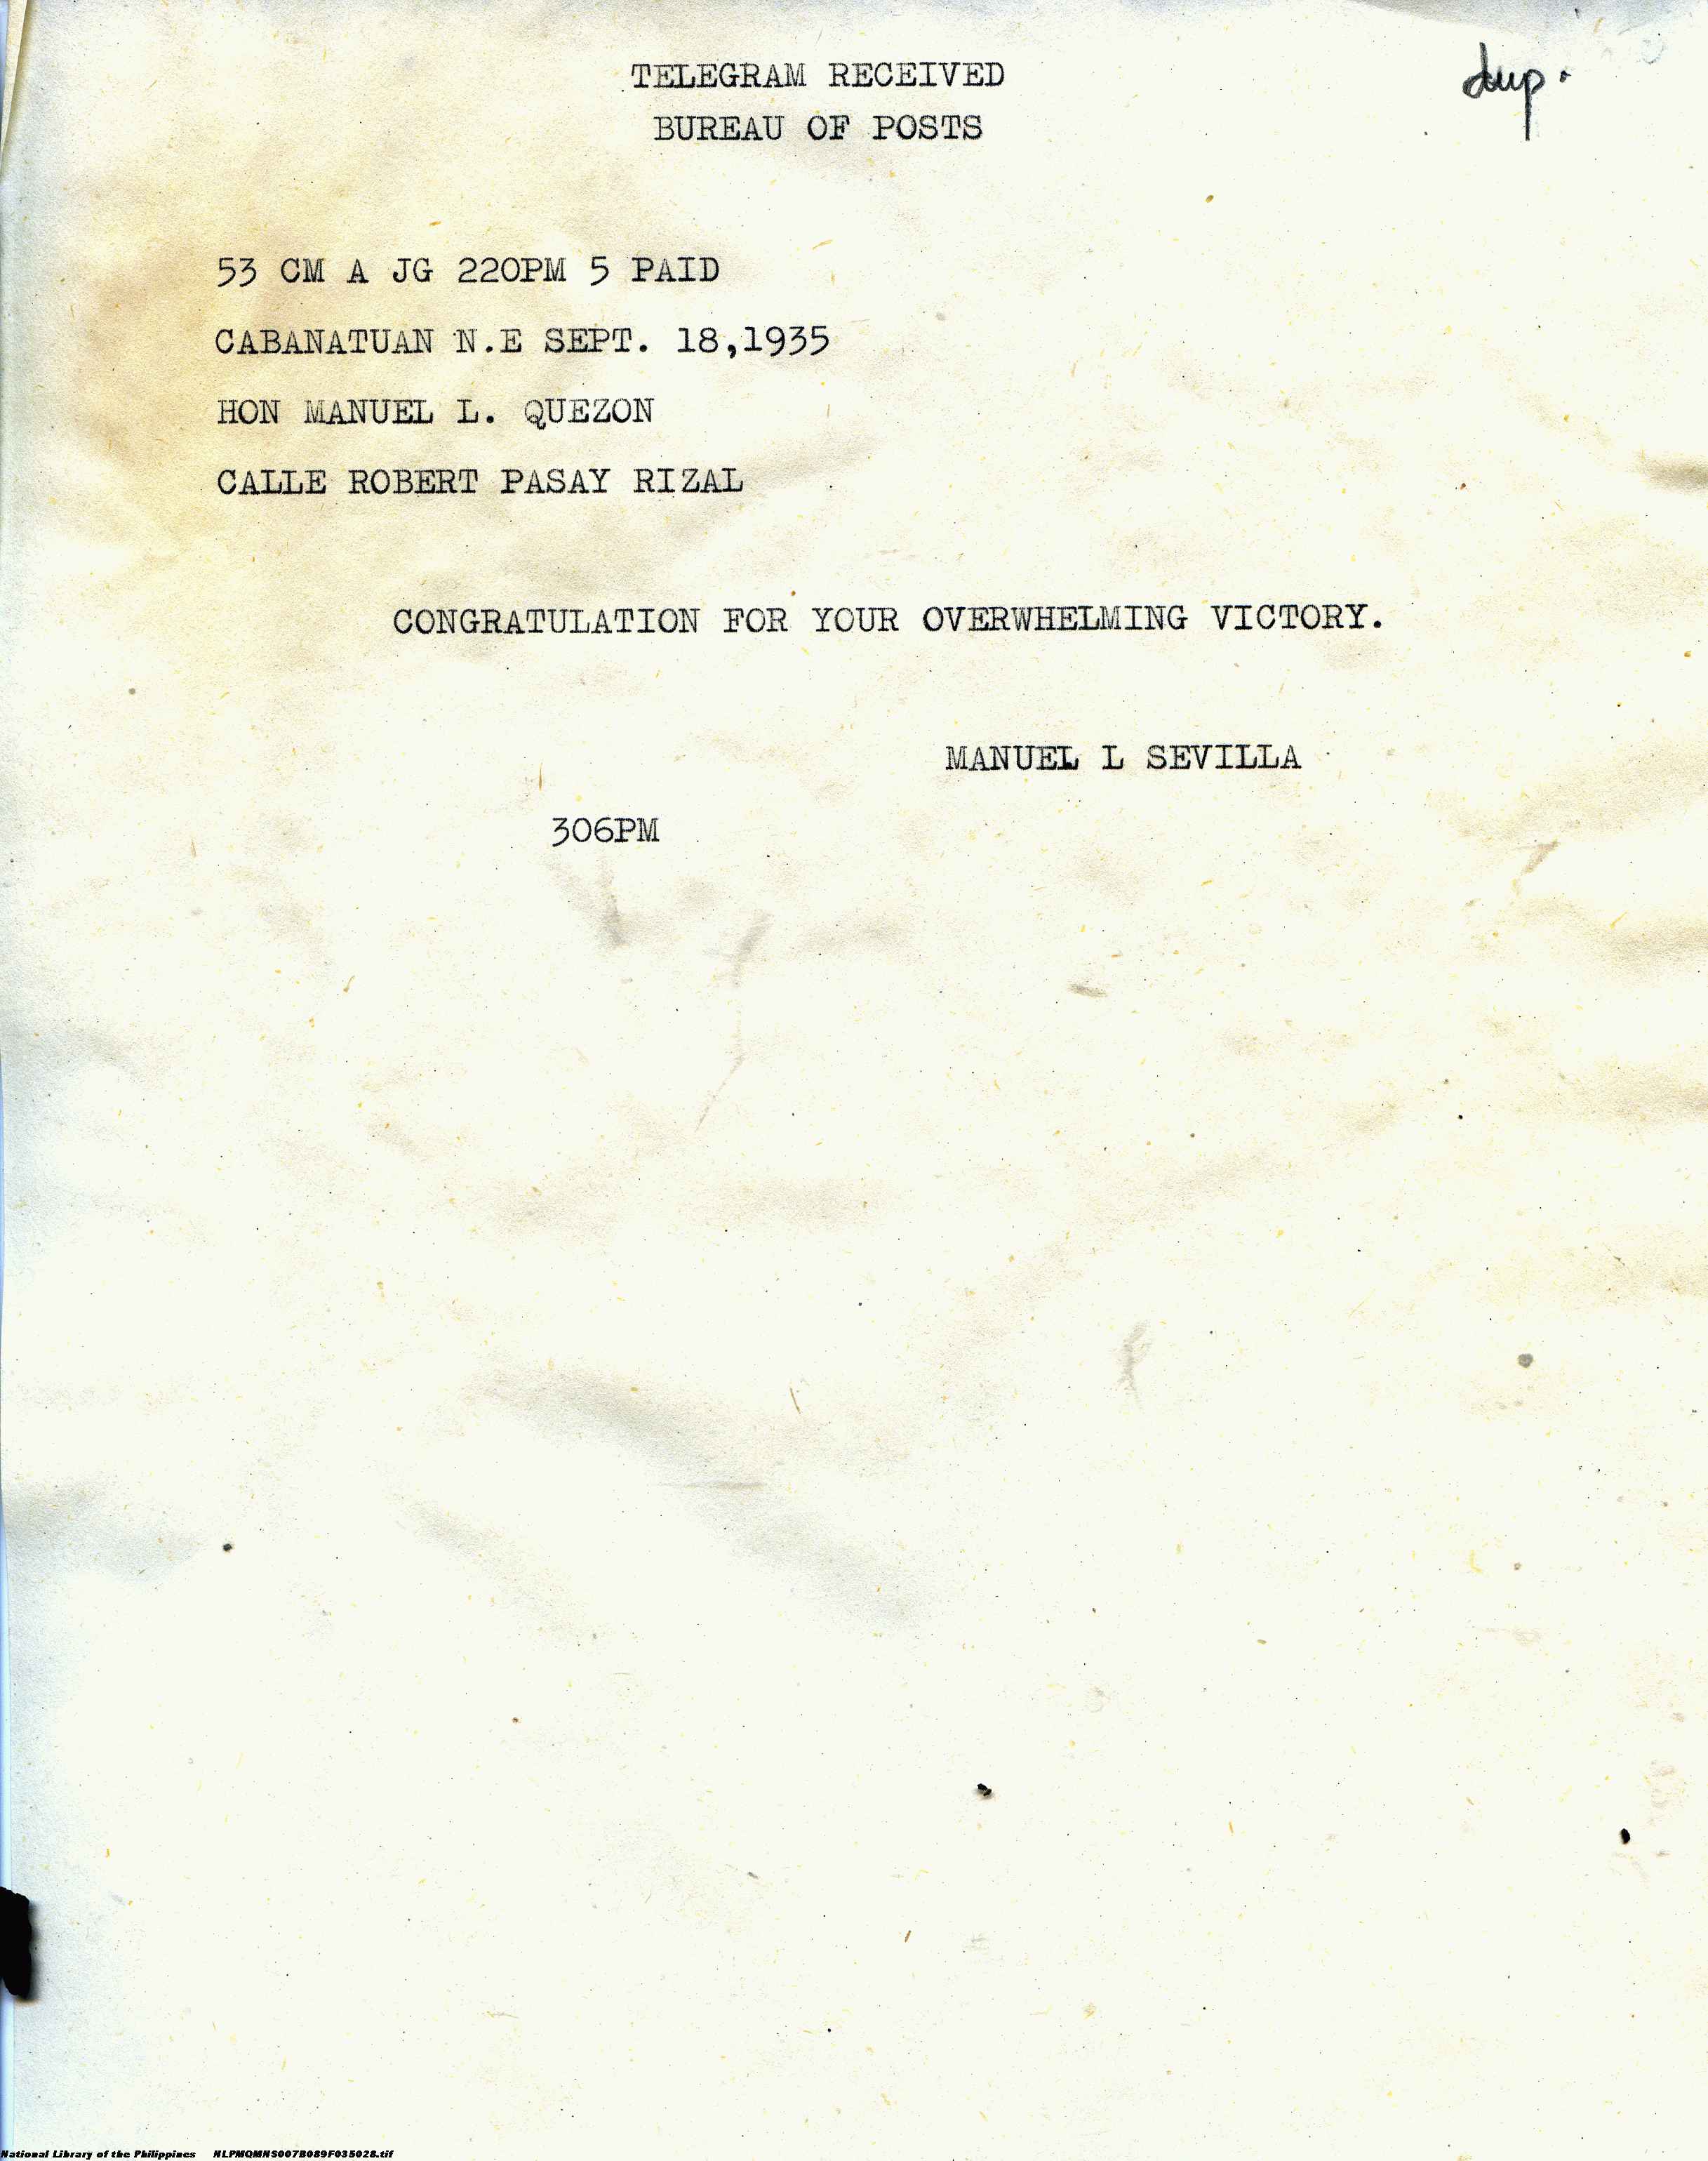 dup.
TELEGRAM RECEIVED
BUREAU OF POSTS
53 CM A JG 220PM 5 PAID
CABANATUAN N.E SEPT. 18,1935
HON MANUEL L. QUEZON
CALLE ROBERT PASAY RIZAL
CONGRATULATION FOR YOUR OVERWHELMING VICTORY.
MANUEL L SEVILLA
306PM
National Library of the Philippines NLPMQMNS007B089F035028.tif